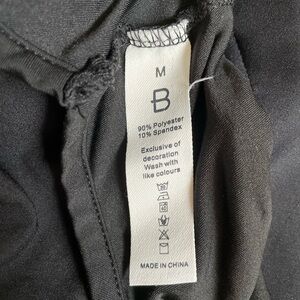 M
B
90% Polyester
10% Spandex
Exclusive of
decoration
Wash with
like colours
MADE IN CHINA